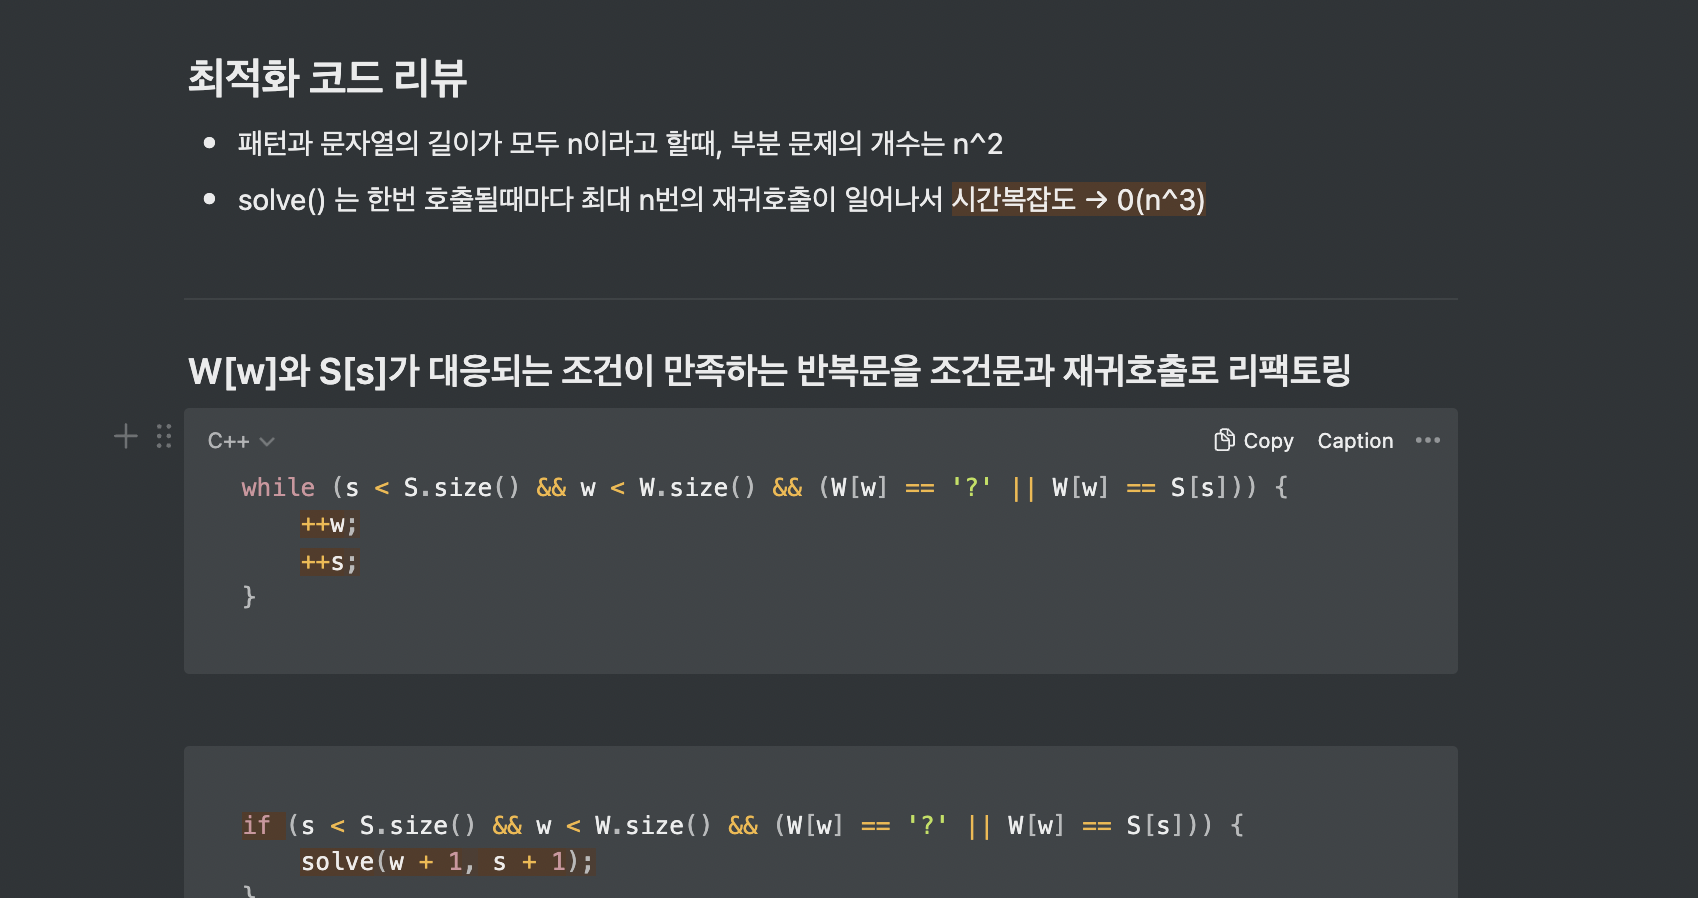 최적화 코드 리뷰
• 패턴과 문자열의 길이가 모두 n이라고 할때, 부분 문제의 개수는 n^2
• solve() 는 한번 호출될때마다 최대 n번의 재귀호출이 일어나서 시간복잡도 → 0(n^3)
W[w]와 S[s]가 대응되는 조건이 만족하는 반복문을 조건문과 재귀호출로 리팩토링
C++ Copy Caption
while (s < S.size() && w < W.size() && (W[w] == '?' || W[w] == S[s])) {
++w;
++s;
}
if (s < S.size() && w < W.size() && (W[w] == '?' || W[w] == S[s])) {
solve(w + 1, s + 1);
}